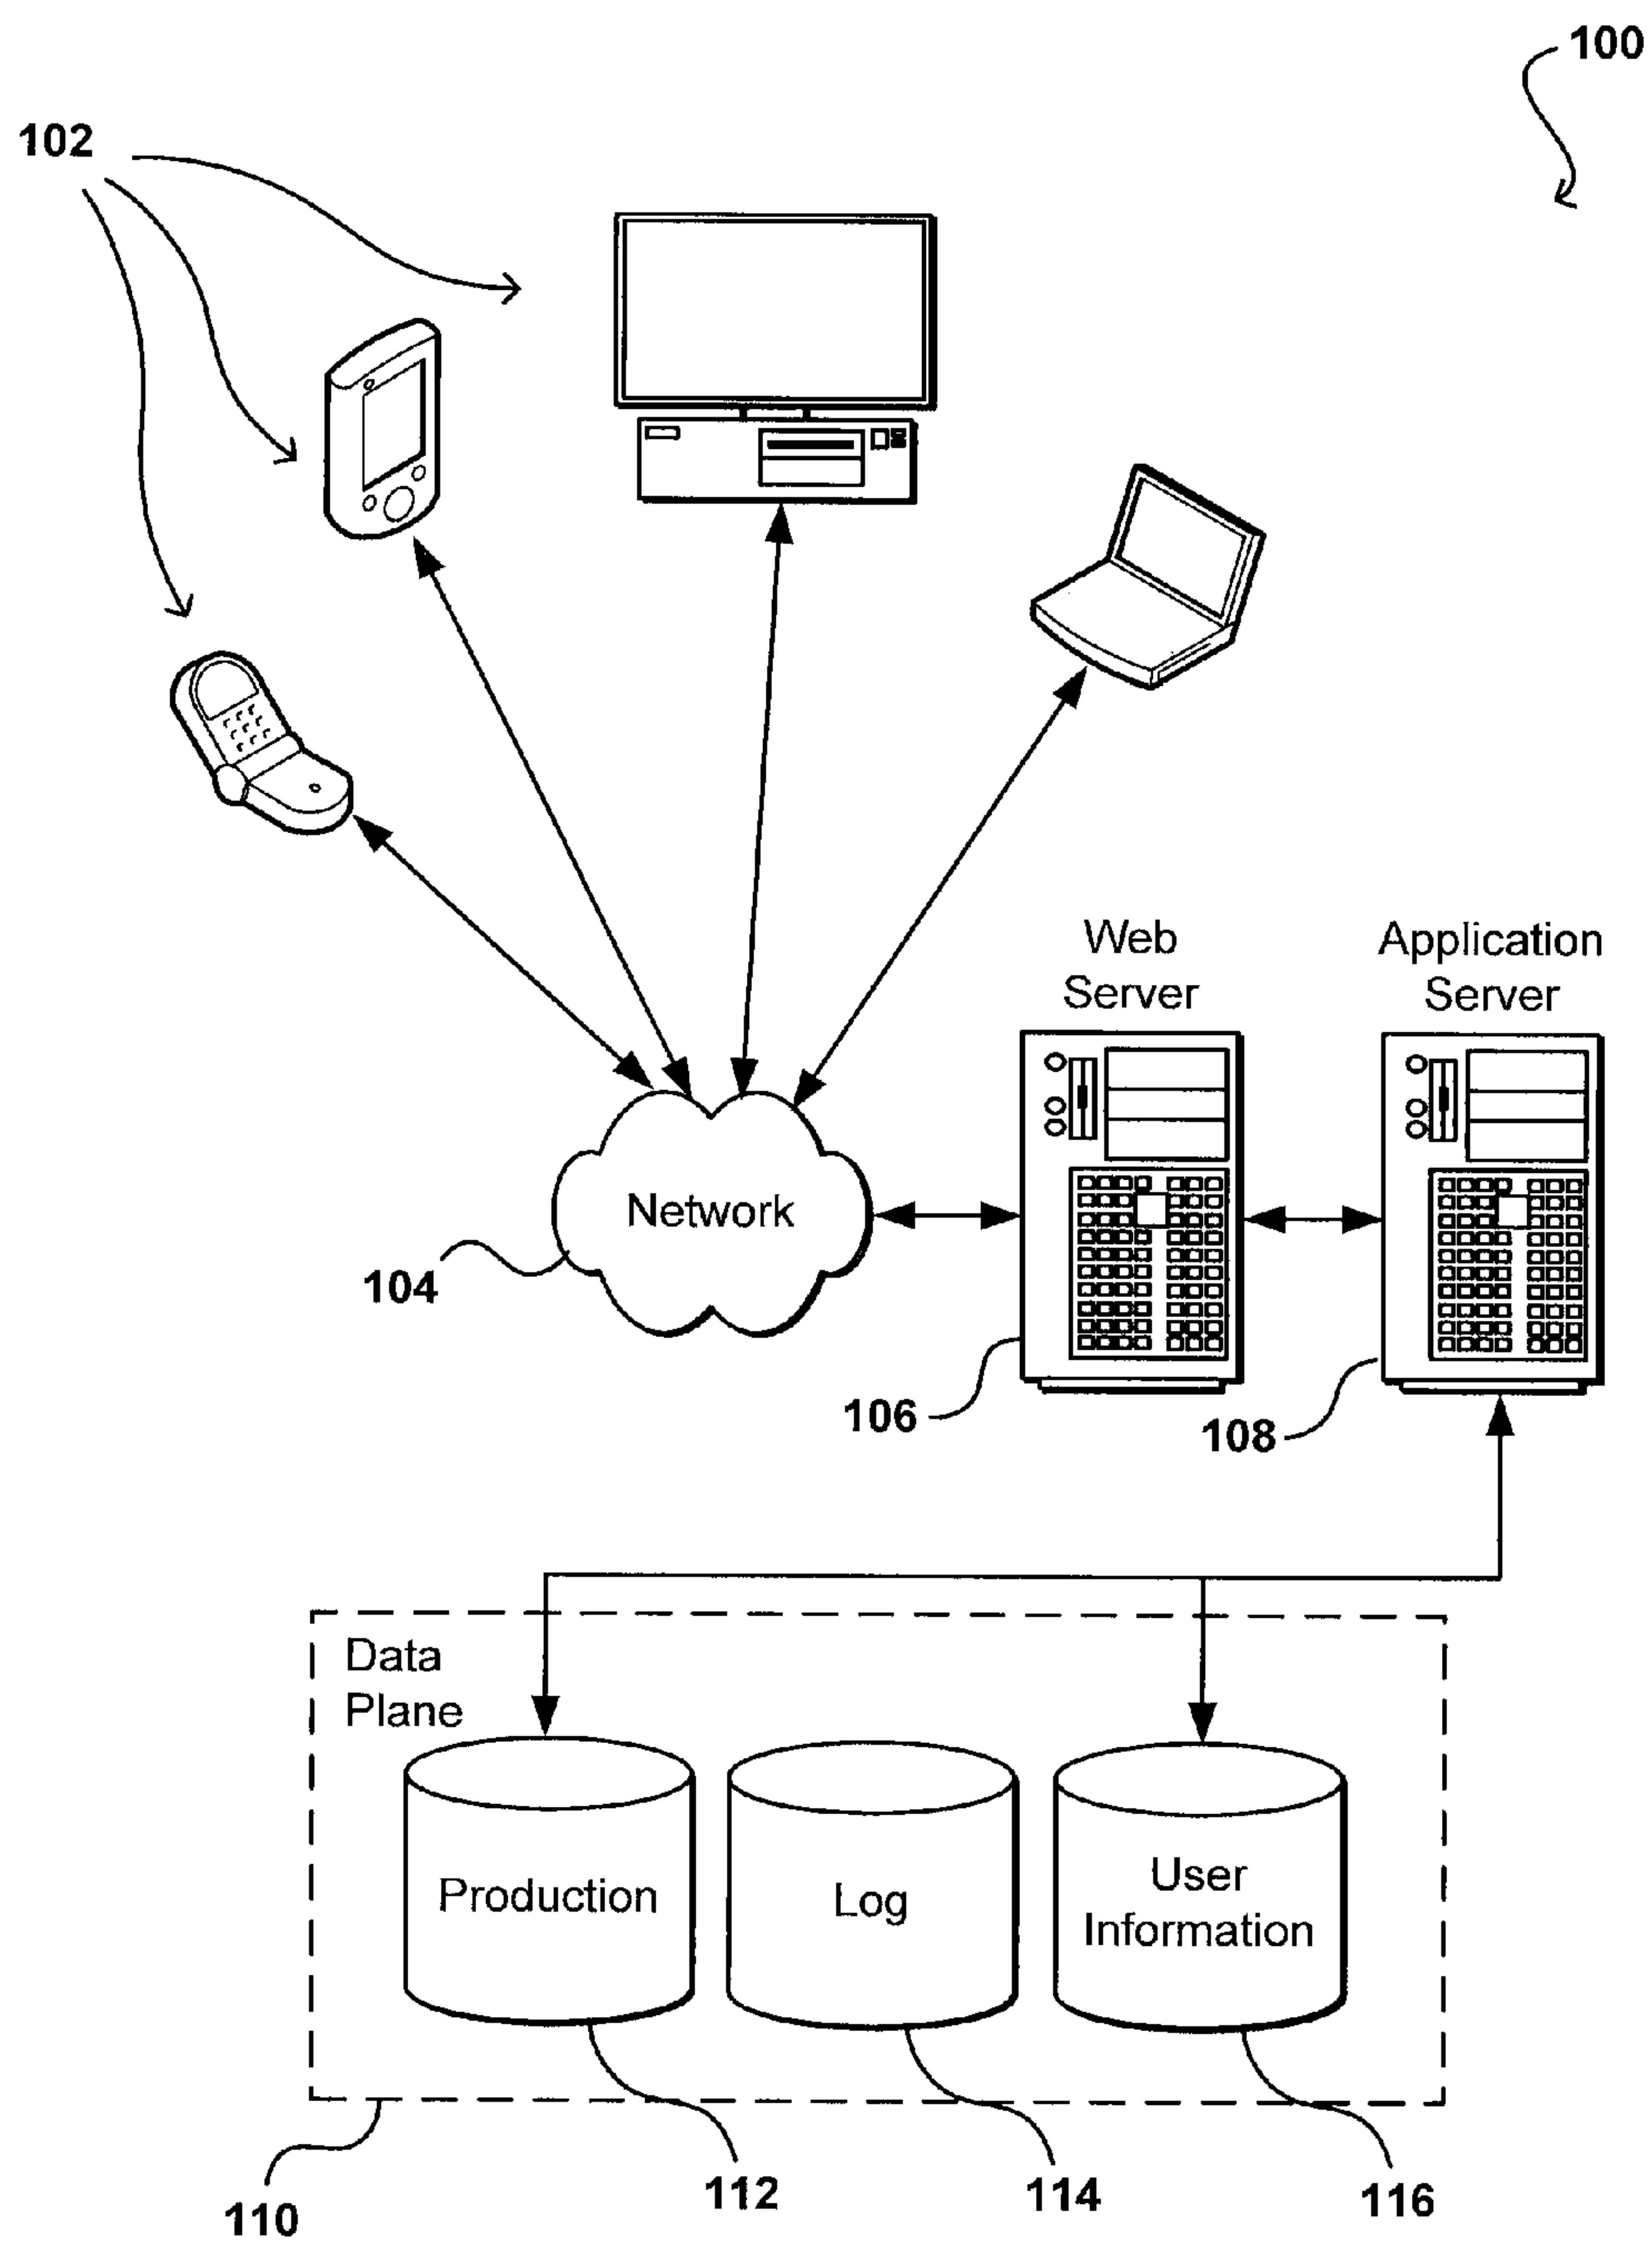 100
102
Web
Server
Application
Server
Network
104
106
108
Data
Plane
Production
Log
User
Information
110
112
114
116